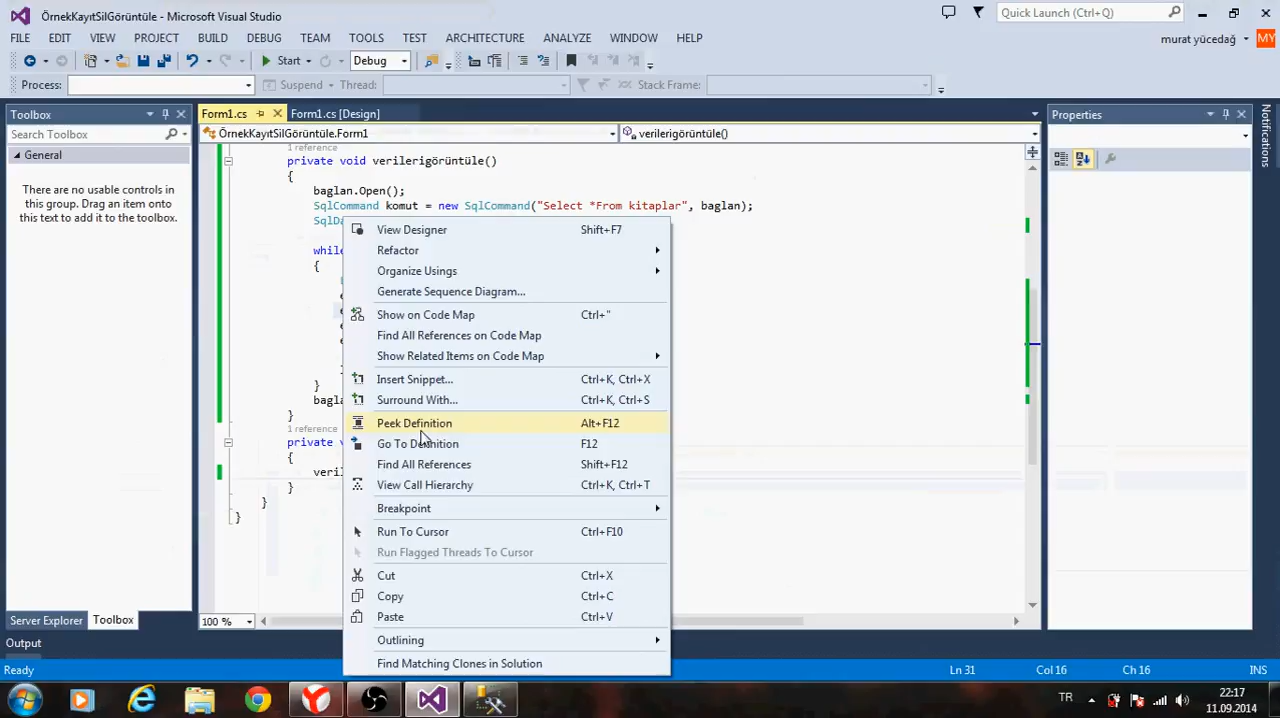 ÖrnekKayıtSilGörüntüle - Microsoft Visual Studio
Quick Launch (Ctrl+Q)
FILE EDIT VIEW PROJECT BUILD DEBUG TEAM TOOLS TEST ARCHITECTURE ANALYZE WINDOW HELP
murat yücedağ MY
Start Debug
Process: Suspend Thread: Stack Frame:
Toolbox
Form1.cs Form1.cs [Design]
Properties
Notifications
Search Toolbox
ÖrnekKayıtSilGörüntüle.Form1 verilerigörüntüle()
General
There are no usable controls in
this group. Drag an item onto
this text to add it to the toolbox.
1 reference
private void verilerigörüntüle()
{
baglan.Open();
SqlCommand komut = new SqlCommand("Select *From kitaplar", baglan);
SqlDa
while
{
}
bagla
}
1 reference
private v
{
veril
}
}
}
View Designer Shift+F7
Refactor
Organize Usings
Generate Sequence Diagram...
Show on Code Map Ctrl+"
Find All References on Code Map
Show Related Items on Code Map
Insert Snippet... Ctrl+K, Ctrl+X
Surround With... Ctrl+K, Ctrl+S
Peek Definition Alt+F12
Go To Definition F12
Find All References Shift+F12
View Call Hierarchy Ctrl+K, Ctrl+T
Breakpoint
Run To Cursor Ctrl+F10
Run Flagged Threads To Cursor
Cut Ctrl+X
Copy Ctrl+C
Paste Ctrl+V
Outlining
Find Matching Clones in Solution
Server Explorer Toolbox
100 %
Output
Ready Ln 31 Col 16 Ch 16 INS
TR
22:17
11.09.2014